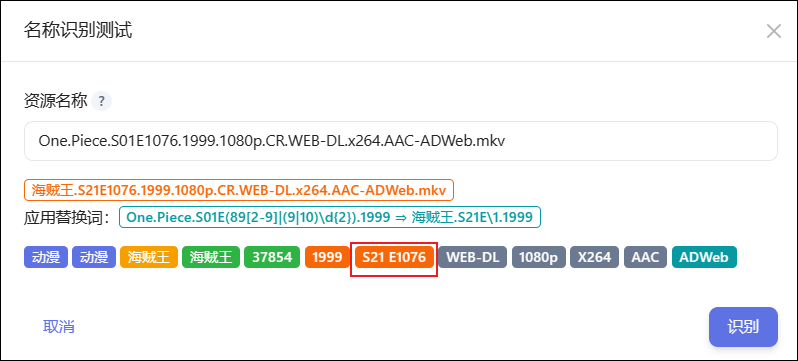 名称识别测试
资源名称 ?
One.Piece.S01E1076.1999.1080p.CR.WEB-DL.x264.AAC-ADWeb.mkv
海贼王.S21E1076.1999.1080p.CR.WEB-DL.x264.AAC-ADWeb.mkv
应用替换词： One.Piece.S01E(89[2-9]|(9|10)\d{2}).1999 ⇒ 海贼王.S21E\1.1999
动漫 动漫 海贼王 海贼王 37854 1999 S21 E1076 WEB-DL 1080p X264 AAC ADWeb
取消 识别